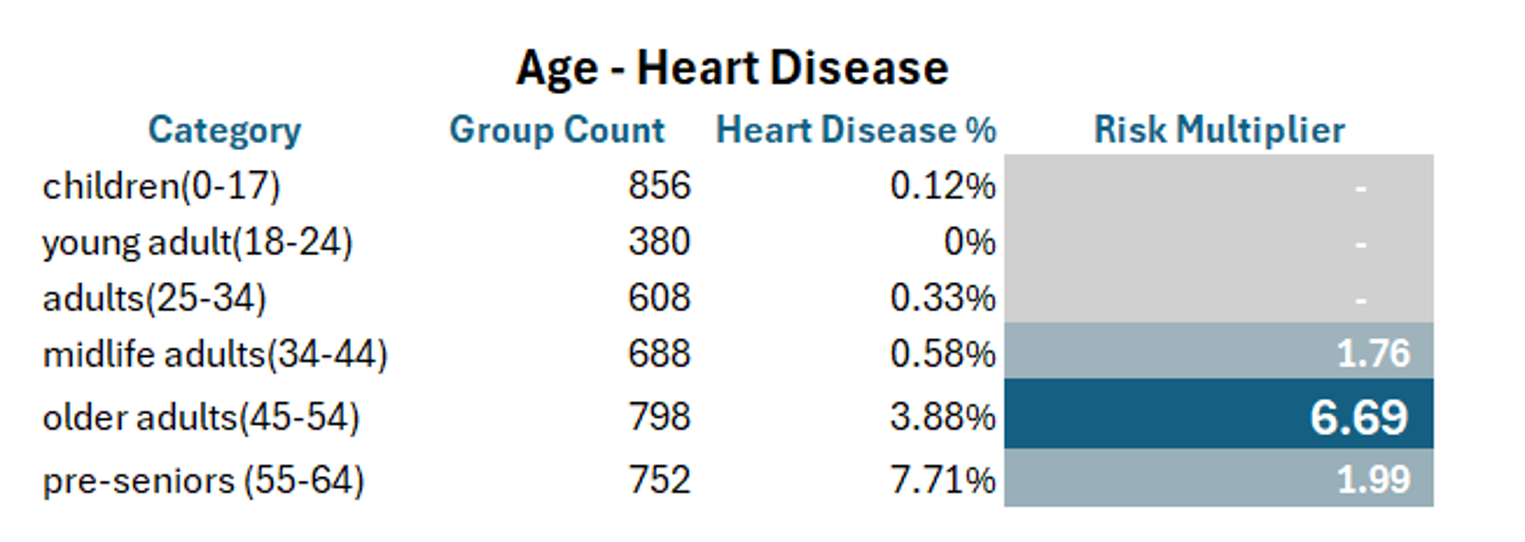 Age - Heart Disease
Category Group Count Heart Disease % Risk Multiplier
children(0-17) 856 0.12% -
young adult(18-24) 380 0% -
adults(25-34) 608 0.33% -
midlife adults(34-44) 688 0.58% 1.76
older adults(45-54) 798 3.88% 6.69
pre-seniors (55-64) 752 7.71% 1.99